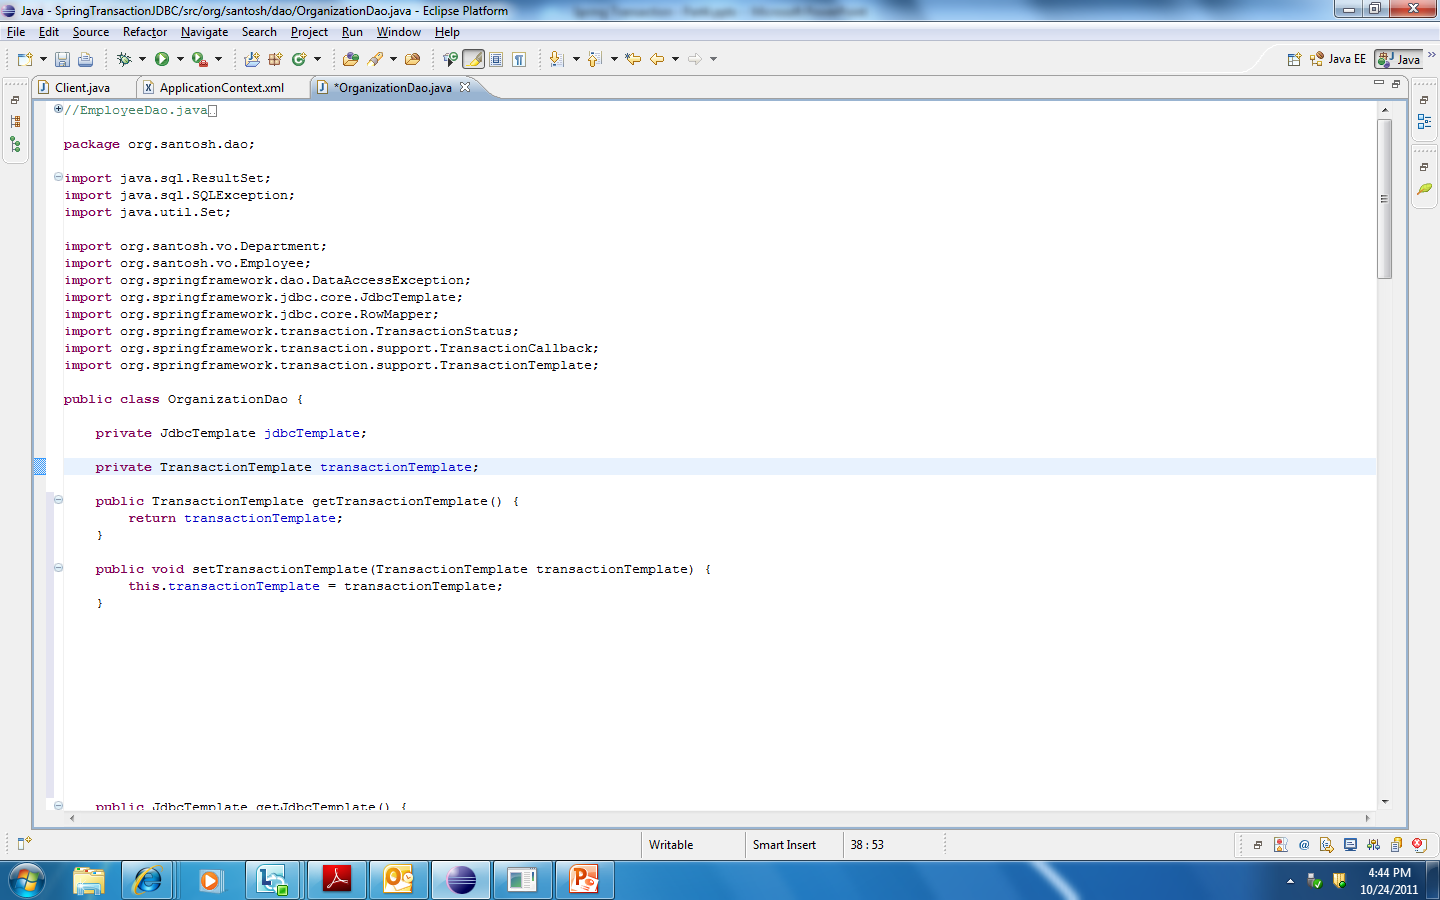 Java - SpringTransactionJDBC/src/org/santosh/dao/OrganizationDao.java - Eclipse Platform
File Edit Source Refactor Navigate Search Project Run Window Help
Java EE Java
Client.java ApplicationContext.xml *OrganizationDao.java
//EmployeeDao.java
package org.santosh.dao;
import java.sql.ResultSet;
import java.sql.SQLException;
import java.util.Set;
import org.santosh.vo.Department;
import org.santosh.vo.Employee;
import org.springframework.dao.DataAccessException;
import org.springframework.jdbc.core.JdbcTemplate;
import org.springframework.jdbc.core.RowMapper;
import org.springframework.transaction.TransactionStatus;
import org.springframework.transaction.support.TransactionCallback;
import org.springframework.transaction.support.TransactionTemplate;
public class OrganizationDao {
private JdbcTemplate jdbcTemplate;
private TransactionTemplate transactionTemplate;
public TransactionTemplate getTransactionTemplate() {
return transactionTemplate;
}
public void setTransactionTemplate(TransactionTemplate transactionTemplate) {
this.transactionTemplate = transactionTemplate;
}
public JdbcTemplate getJdbcTemplate() {
Writable Smart Insert 38 : 53
4:44 PM
10/24/2011